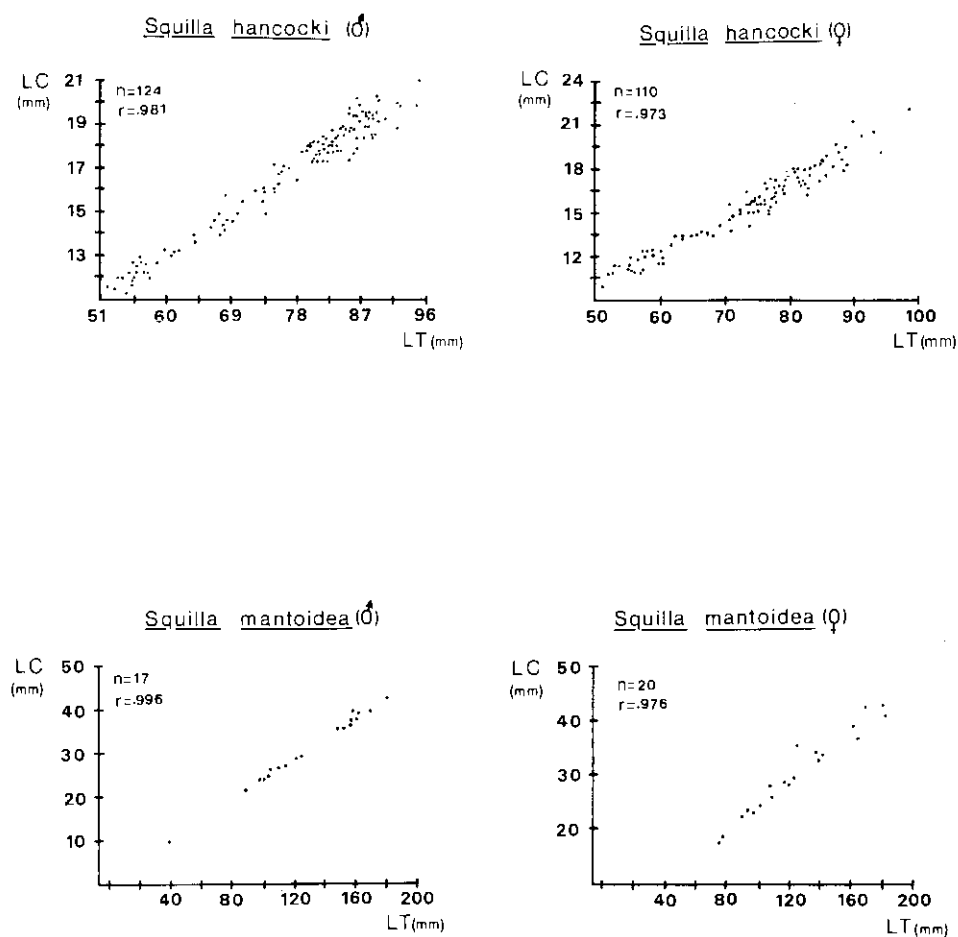 Squilla hancocki (♂)
LC
(mm)
n=124
r=.981
21
19
17
15
13
51 60 69 78 87 96
LT (mm)
Squilla hancocki (♀)
LC
(mm)
n=110
r=.973
24
21
18
15
12
50 60 70 80 90 100
LT (mm)
Squilla mantoidea (♂)
LC
(mm)
n=17
r=.996
50
40
30
20
10
40 80 120 160 200
LT (mm)
Squilla mantoidea (♀)
LC
(mm)
n=20
r=.976
50
40
30
20
40 80 120 160 200
LT (mm)